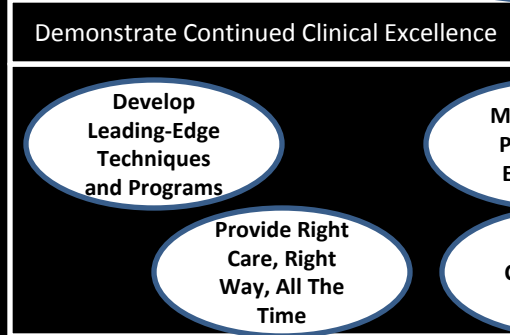 Demonstrate Continued Clinical Excellence
Develop
Leading-Edge
Techniques
and Programs
Provide Right
Care, Right
Way, All The
Time